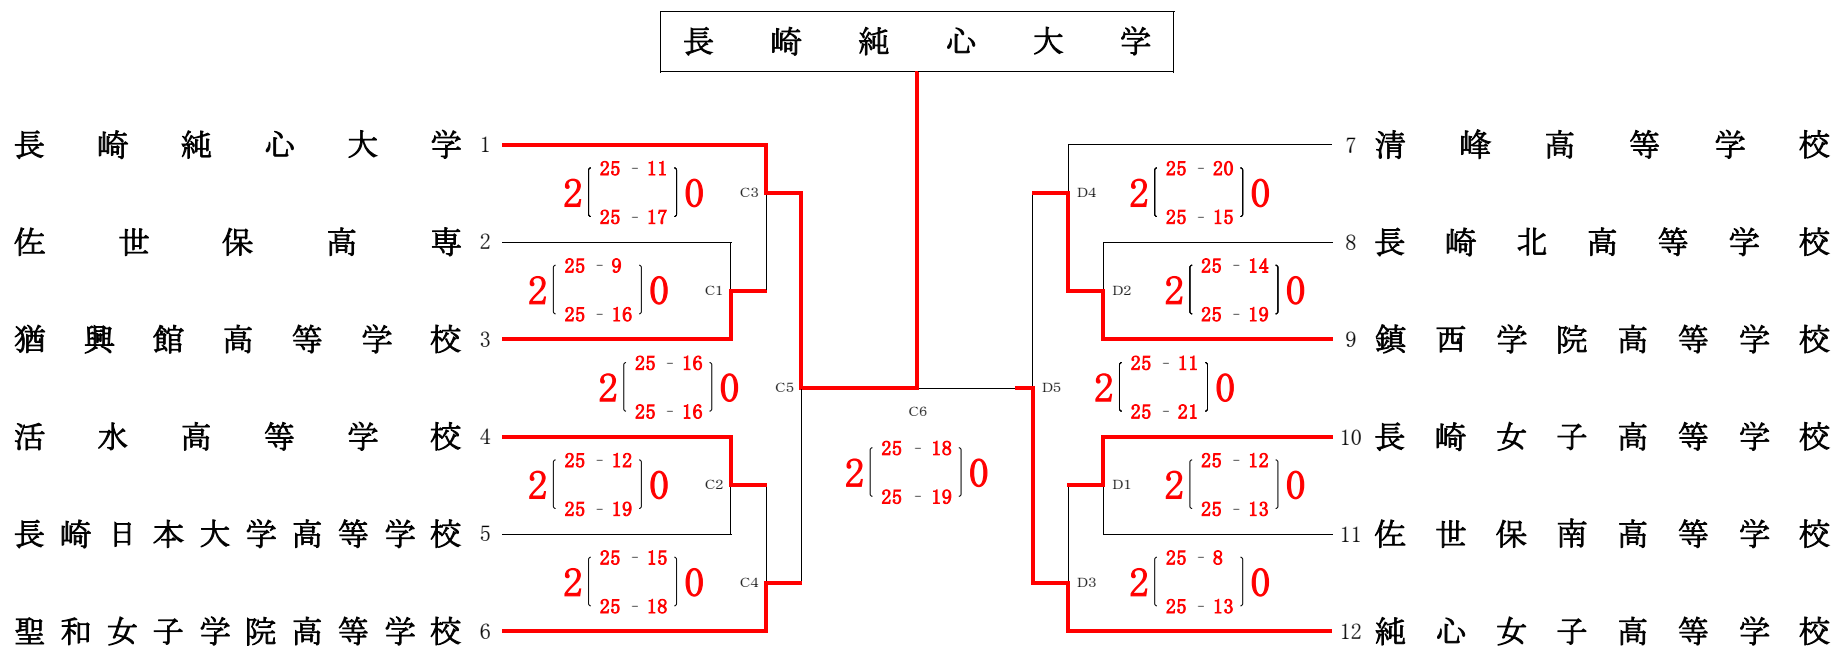 長崎純心大学
長崎純心大学 1
7 清峰高等学校
25 - 11
2 0 C3
25 - 17
25 - 20
D4 2 0
25 - 15
佐世保高専 2
8 長崎北高等学校
25 - 9
2 0 C1
25 - 16
25 - 14
D2 2 0
25 - 19
猶興館高等学校 3
9 鎮西学院高等学校
25 - 16
2 0 C5
25 - 16
25 - 11
D5 2 0
25 - 21
C6
25 - 18
2 0
25 - 19
活水高等学校 4
10 長崎女子高等学校
25 - 12
2 0 C2
25 - 19
25 - 12
D1 2 0
25 - 13
長崎日本大学高等学校 5
11 佐世保南高等学校
25 - 15
2 0 C4
25 - 18
25 - 8
D3 2 0
25 - 13
聖和女子学院高等学校 6
12 純心女子高等学校